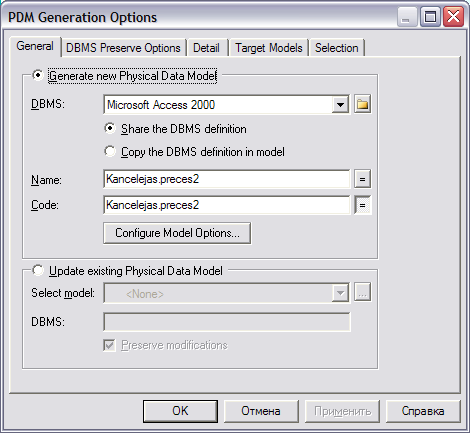 PDM Generation Options
General DBMS Preserve Options Detail Target Models Selection
Generate new Physical Data Model
DBMS: Microsoft Access 2000
Share the DBMS definition
Copy the DBMS definition in model
Name: Kancelejas.preces2 =
Code: Kancelejas.preces2 =
Configure Model Options...
Update existing Physical Data Model
Select model: <None> ...
DBMS:
Preserve modifications
OK Отмена Применить Справка